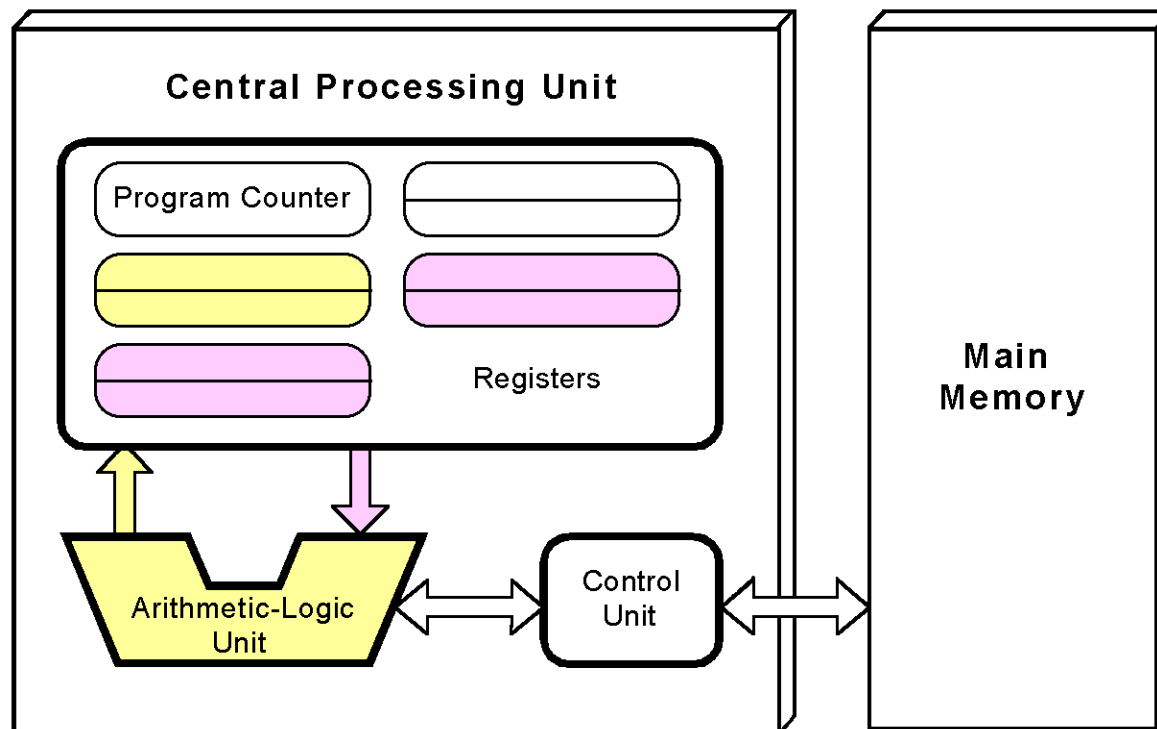 Central Processing Unit
Program Counter
Registers
Main
Memory
Arithmetic-Logic
Unit
Control
Unit